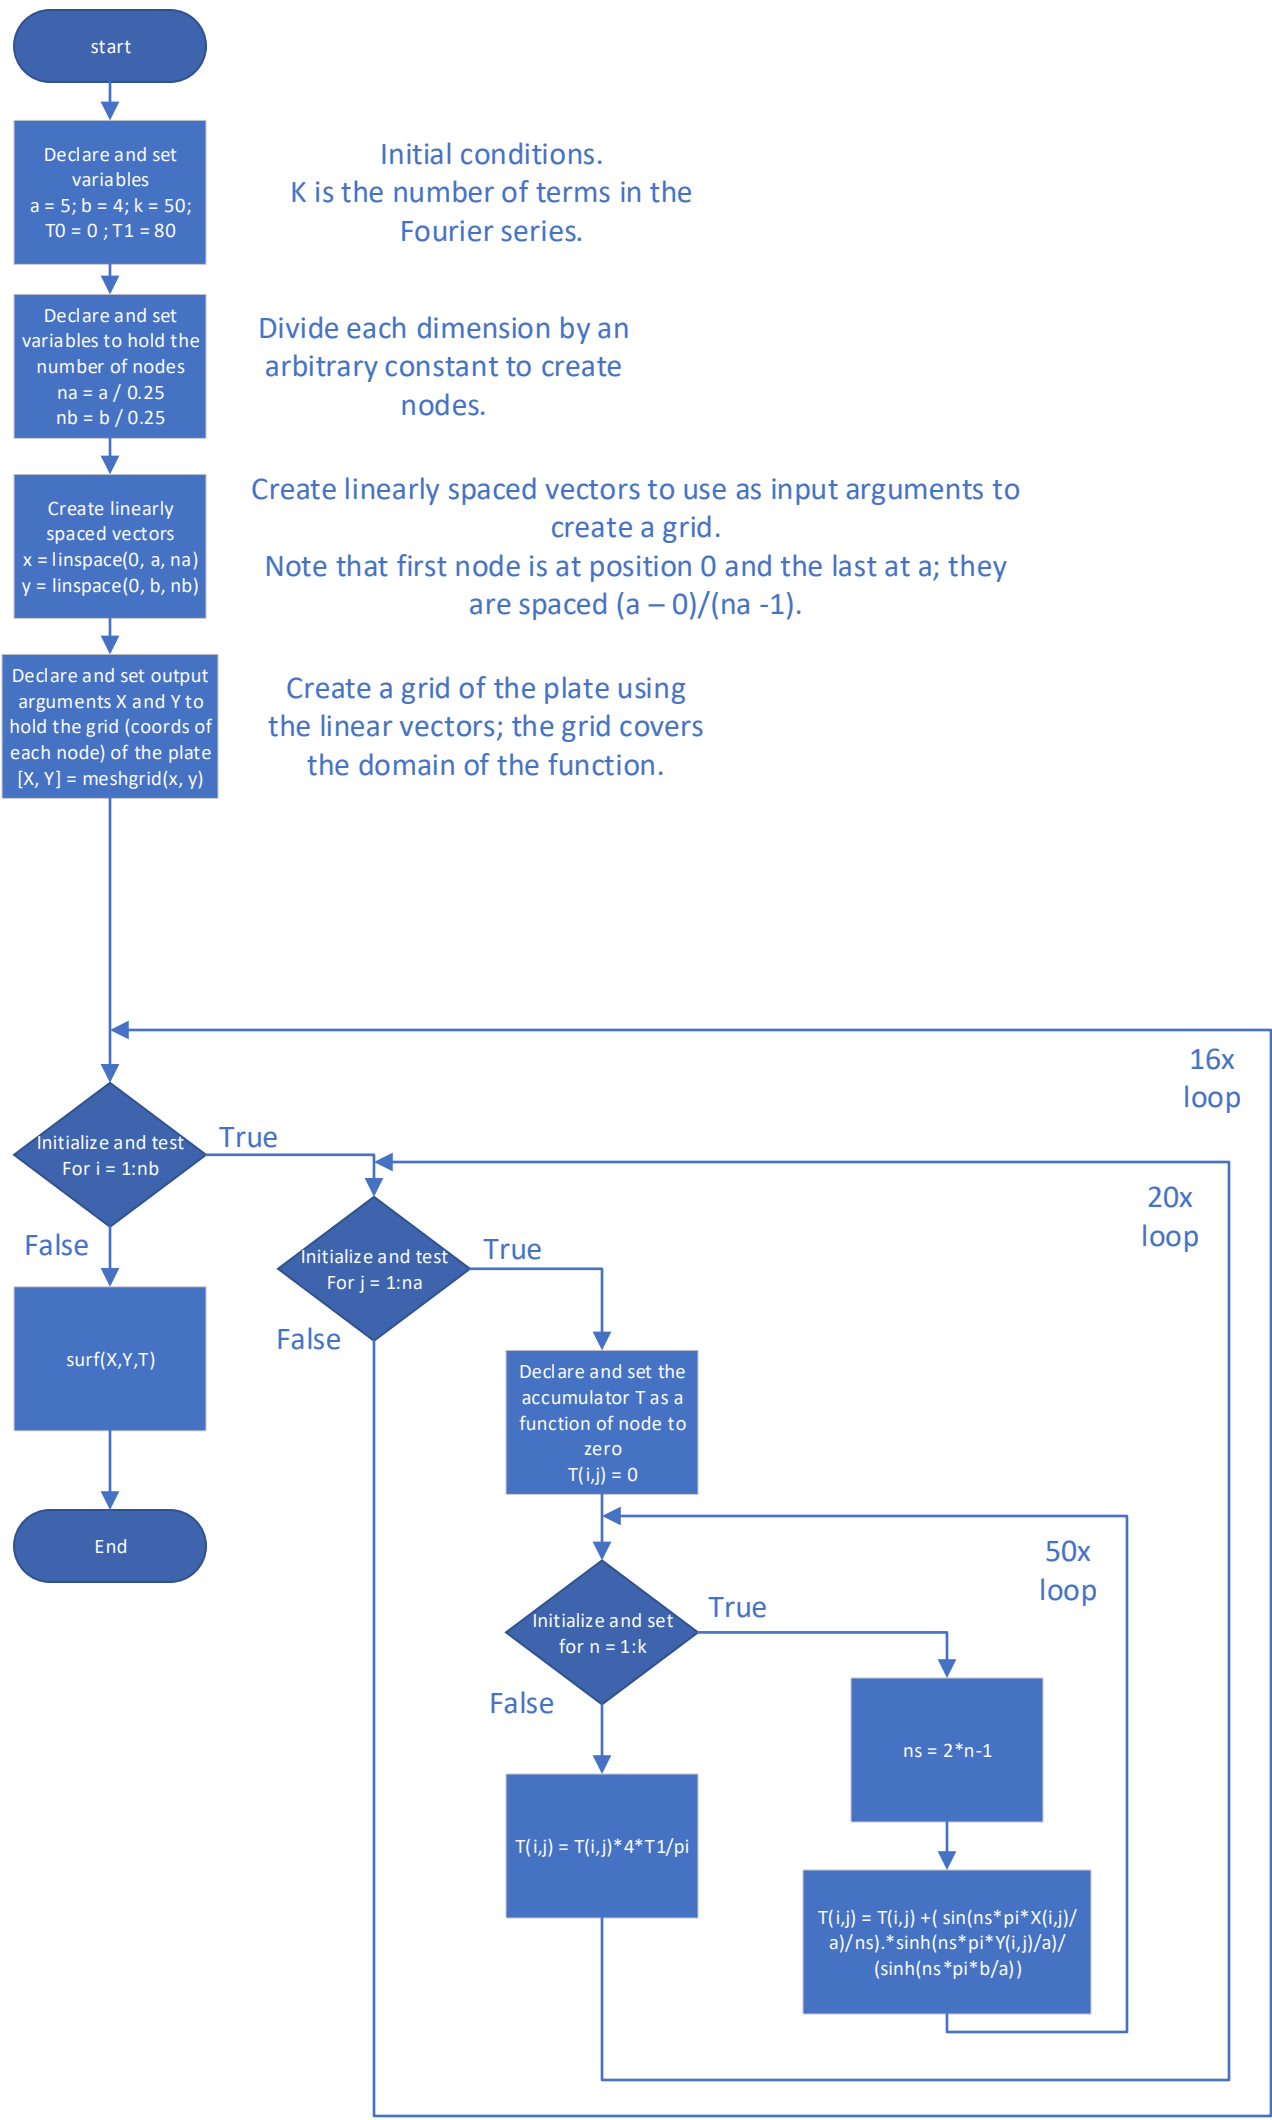 start
Declare and set
variables
a = 5; b = 4; k = 50;
T0 = 0 ; T1 = 80
Initial conditions.
K is the number of terms in the
Fourier series.
Declare and set
variables to hold the
number of nodes
na = a / 0.25
nb = b / 0.25
Divide each dimension by an
arbitrary constant to create
nodes.
Create linearly
spaced vectors
x = linspace(0, a, na)
y = linspace(0, b, nb)
Create linearly spaced vectors to use as input arguments to
create a grid.
Note that first node is at position 0 and the last at a; they
are spaced (a – 0)/(na -1).
Declare and set output
arguments X and Y to
hold the grid (coords of
each node) of the plate
[X, Y] = meshgrid(x, y)
Create a grid of the plate using
the linear vectors; the grid covers
the domain of the function.
16x
loop
Initialize and test
For i = 1:nb
True
False
20x
loop
Initialize and test
For j = 1:na
True
False
surf(X,Y,T)
Declare and set the
accumulator T as a
function of node to
zero
T(i,j) = 0
End
50x
loop
Initialize and set
for n = 1:k
True
False
ns = 2*n-1
T(i,j) = T(i,j)*4*T1/pi
T(i,j) = T(i,j) +( sin(ns*pi*X(i,j)/
a)/ns).*sinh(ns*pi*Y(i,j)/a)/
(sinh(ns*pi*b/a))